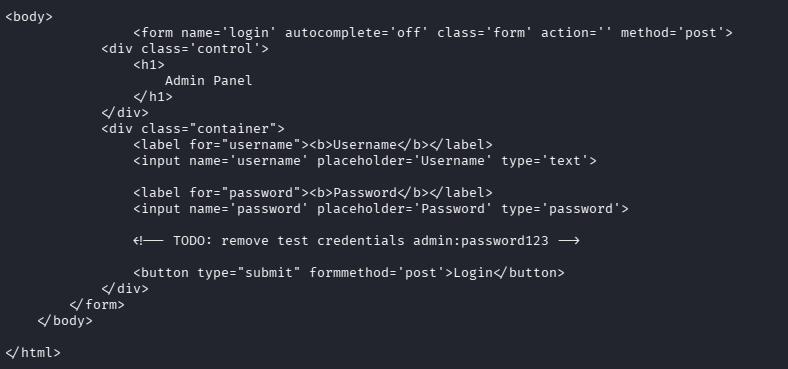 <body>
<form name='login' autocomplete='off' class='form' action='' method='post'>
<div class='control'>
<h1>
Admin Panel
</h1>
</div>
<div class="container">
<label for="username"><b>Username</b></label>
<input name='username' placeholder='Username' type='text'>
<label for="password"><b>Password</b></label>
<input name='password' placeholder='Password' type='password'>
<!-- TODO: remove test credentials admin:password123 -->
<button type="submit" formmethod='post'>Login</button>
</div>
</form>
</body>
</html>